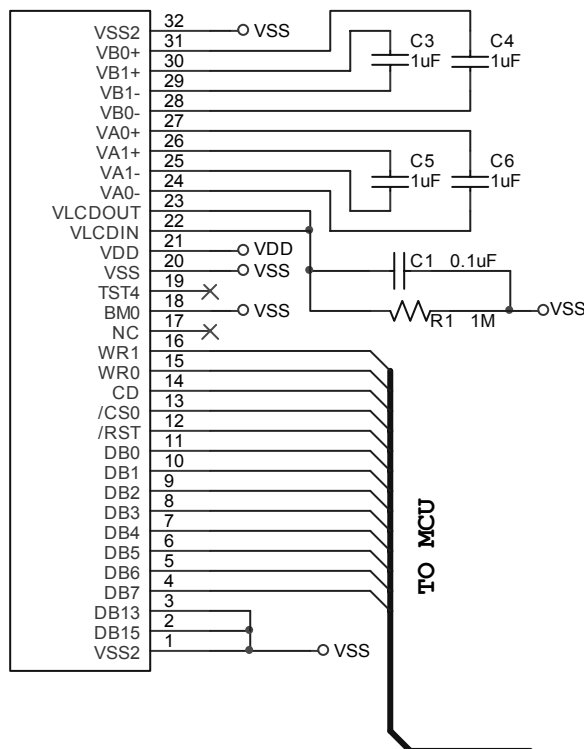 VSS2 32 VSS
VB0+ 31
VB1+ 30 C3 C4
VB1- 29 1uF 1uF
VB0- 28
VA0+ 27
VA1+ 26
VA1- 25 C5 C6
VA0- 24 1uF 1uF
VLCDOUT 23
VLCDIN 22
VDD 21 VDD
VSS 20 VSS C1 0.1uF
TST4 19
BM0 18 VSS VSS
NC 17 R1 1M
WR1 16
WR0 15
CD 14
/CS0 13
/RST 12
DB0 11
DB1 10
DB2 9
DB3 8
DB4 7
DB5 6
DB6 5
DB7 4
DB13 3
DB15 2
VSS2 1 VSS
TO MCU